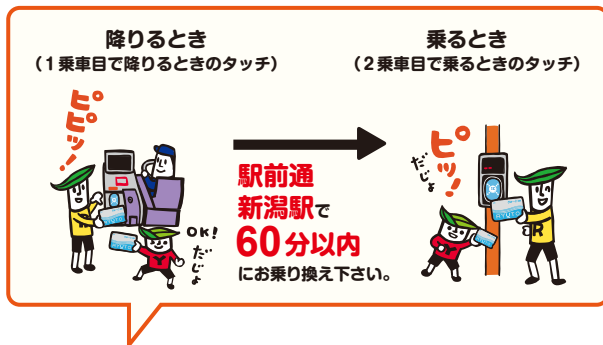 降りるとき
（1乗車目で降りるときのタッチ）
ピピッ！
OK!
だじょ
駅前通
新潟駅で
60分以内
にお乗り換え下さい。
乗るとき
（2乗車目で乗るときのタッチ）
ピッ！
だじょ
RYUTO
R
Y